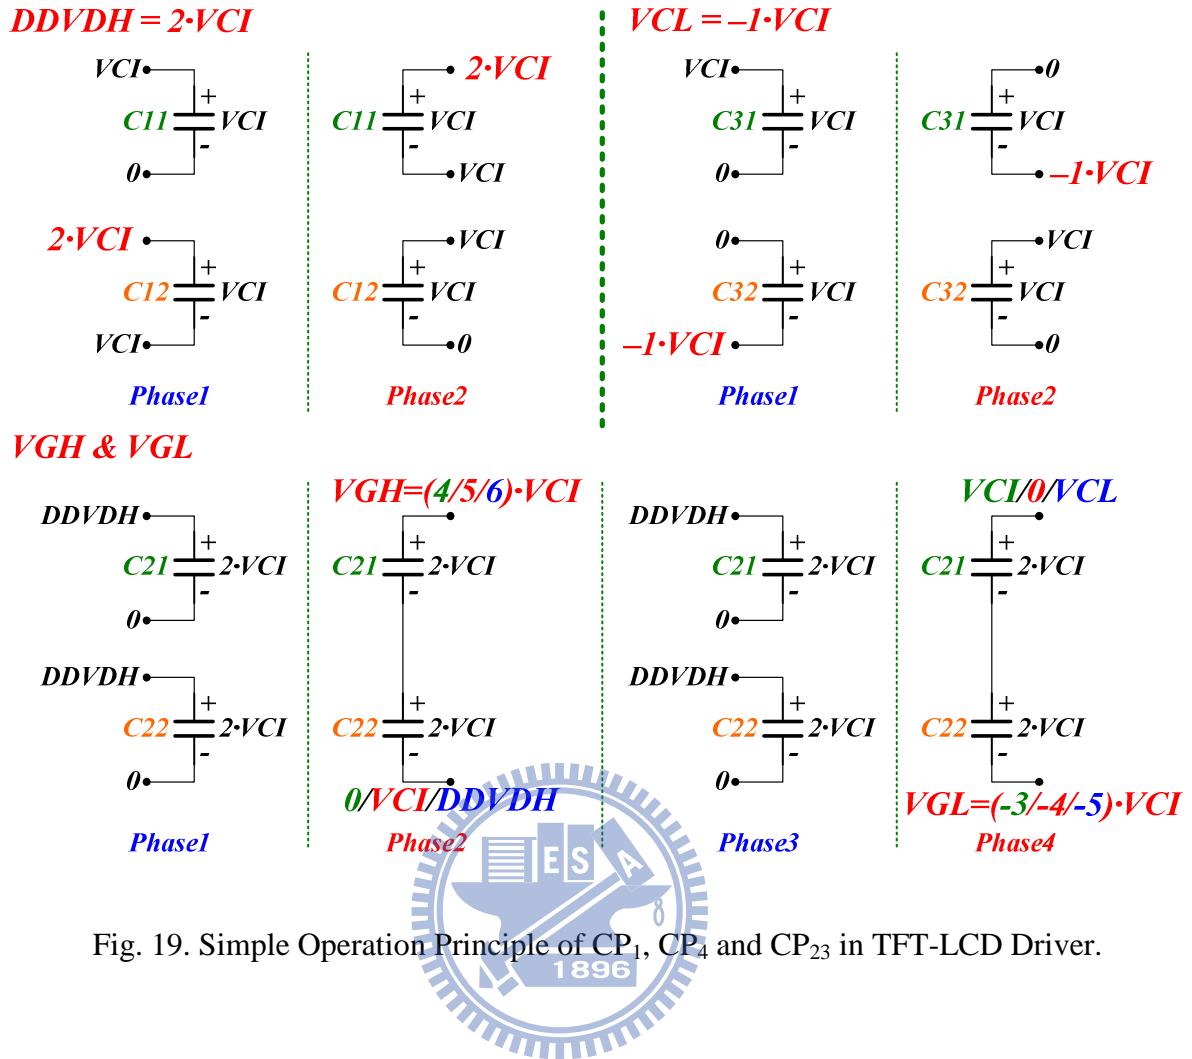 DDVDH = 2·VCI
VCL = –1·VCI
VCI
+
C11
VCI
-
0
2·VCI
+
C11
VCI
-
VCI
VCI
+
C31
VCI
-
0
0
+
C31
VCI
-
–1·VCI
2·VCI
+
C12
VCI
-
VCI
VCI
+
C12
VCI
-
0
0
+
C32
VCI
-
–1·VCI
VCI
+
C32
VCI
-
0
Phase1
Phase2
Phase1
Phase2
VGH & VGL
DDVDH
+
C21
2·VCI
-
0
VGH=(4/5/6)·VCI
+
C21
2·VCI
-
DDVDH
+
C21
2·VCI
-
0
VCI/0/VCL
+
C21
2·VCI
-
DDVDH
+
C22
2·VCI
-
0
+
C22
2·VCI
-
0/VCI/DDVDH
DDVDH
+
C22
2·VCI
-
0
+
C22
2·VCI
-
VGL=(-3/-4/-5)·VCI
Phase1
Phase2
Phase3
Phase4
E S A
Fig. 19. Simple Operation Principle of CP1, CP4 and CP23 in TFT-LCD Driver.
1896